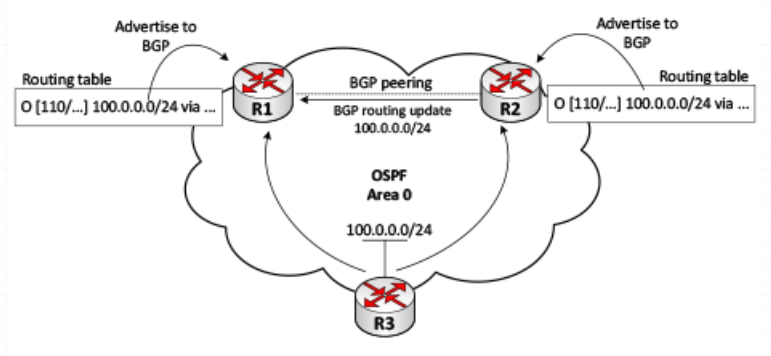 Advertise to
BGP
Advertise to
BGP
Routing table
O [110/...] 100.0.0.0/24 via ...
Routing table
O [110/...] 100.0.0.0/24 via ...
R1
R2
BGP peering
BGP routing update
100.0.0.0/24
OSPF
Area 0
100.0.0.0/24
R3